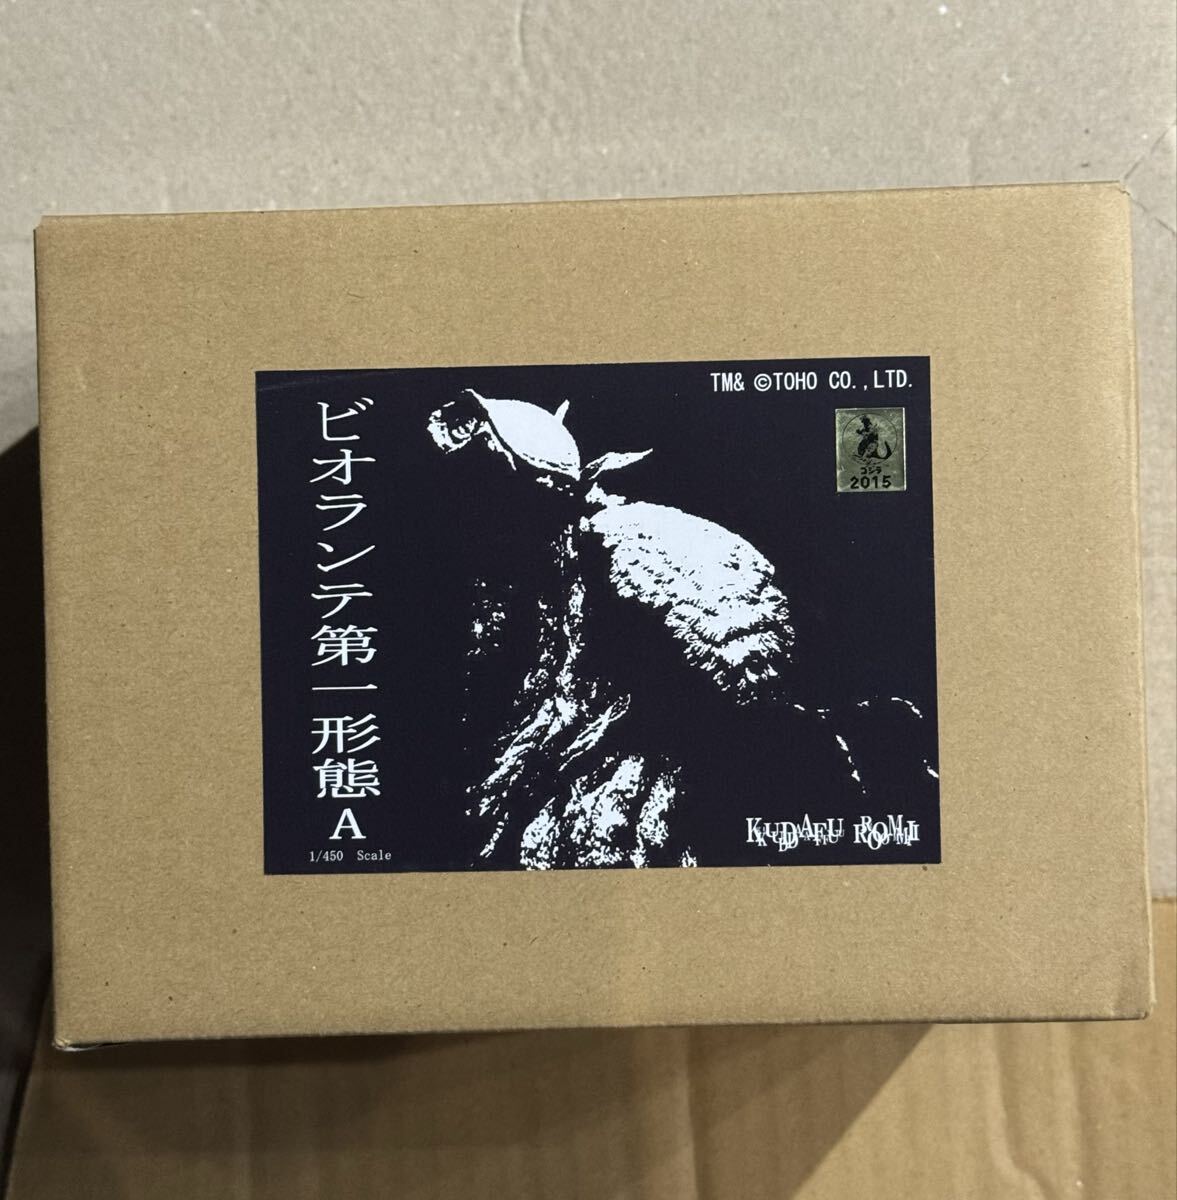 TM& ©TOHO CO.,LTD.
ビオランテ第一形態
A
1/450 Scale
ゴジラ
2015
KUDAFU ROOMII